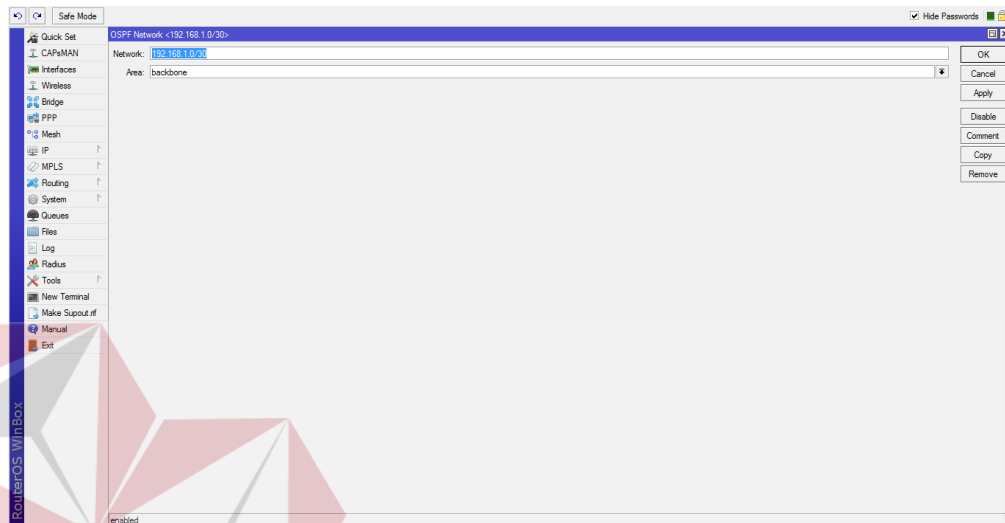 Safe Mode
Hide Passwords
Quick Set
CAPsMAN
Interfaces
Wireless
Bridge
PPP
Mesh
IP
MPLS
Routing
System
Queues
Files
Log
Radius
Tools
New Terminal
Make Supout.rif
Manual
Exit
RouterOS WinBox
OSPF Network <192.168.1.0/30>
Network: 192.168.1.0/30
Area: backbone
OK
Cancel
Apply
Disable
Comment
Copy
Remove
enabled